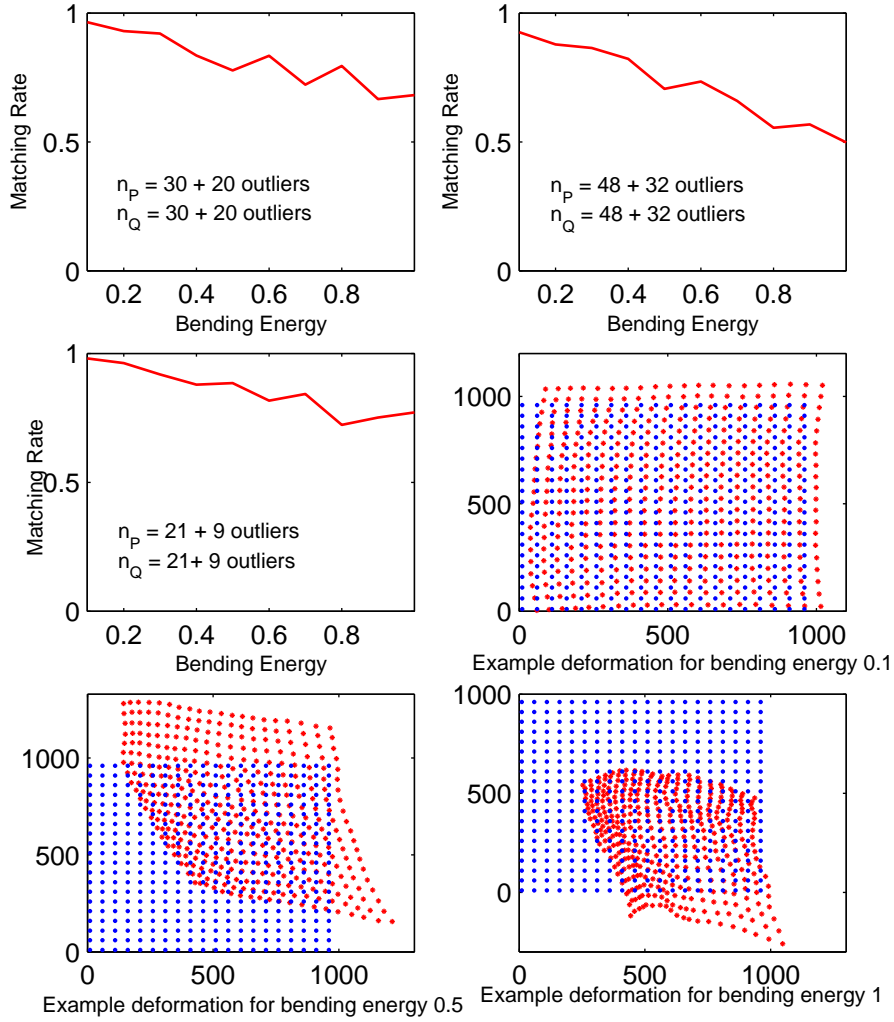 1
0.5
0
Matching Rate
n_P = 30 + 20 outliers
n_Q = 30 + 20 outliers
0.2 0.4 0.6 0.8
Bending Energy
1
0.5
0
Matching Rate
n_P = 48 + 32 outliers
n_Q = 48 + 32 outliers
0.2 0.4 0.6 0.8
Bending Energy
1
0.5
0
Matching Rate
n_P = 21 + 9 outliers
n_Q = 21+ 9 outliers
0.2 0.4 0.6 0.8
Bending Energy
1000
500
0
0 500 1000
Example deformation for bending energy 0.1
1000
500
0
0 500 1000
Example deformation for bending energy 0.5
1000
500
0
0 500 1000
Example deformation for bending energy 1